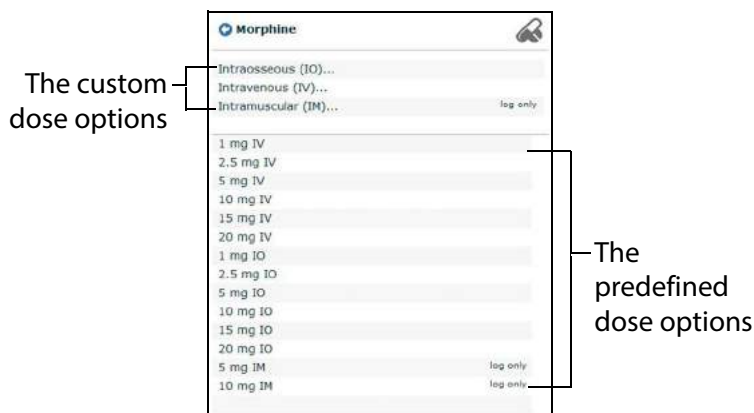 Morphine
The custom
dose options
Intraosseous (IO)...
Intravenous (IV)...
Intramuscular (IM)... log only
1 mg IV
2.5 mg IV
5 mg IV
10 mg IV
15 mg IV
20 mg IV
1 mg IO
2.5 mg IO
5 mg IO
10 mg IO
15 mg IO
20 mg IO
5 mg IM log only
10 mg IM log only
The
predefined
dose options